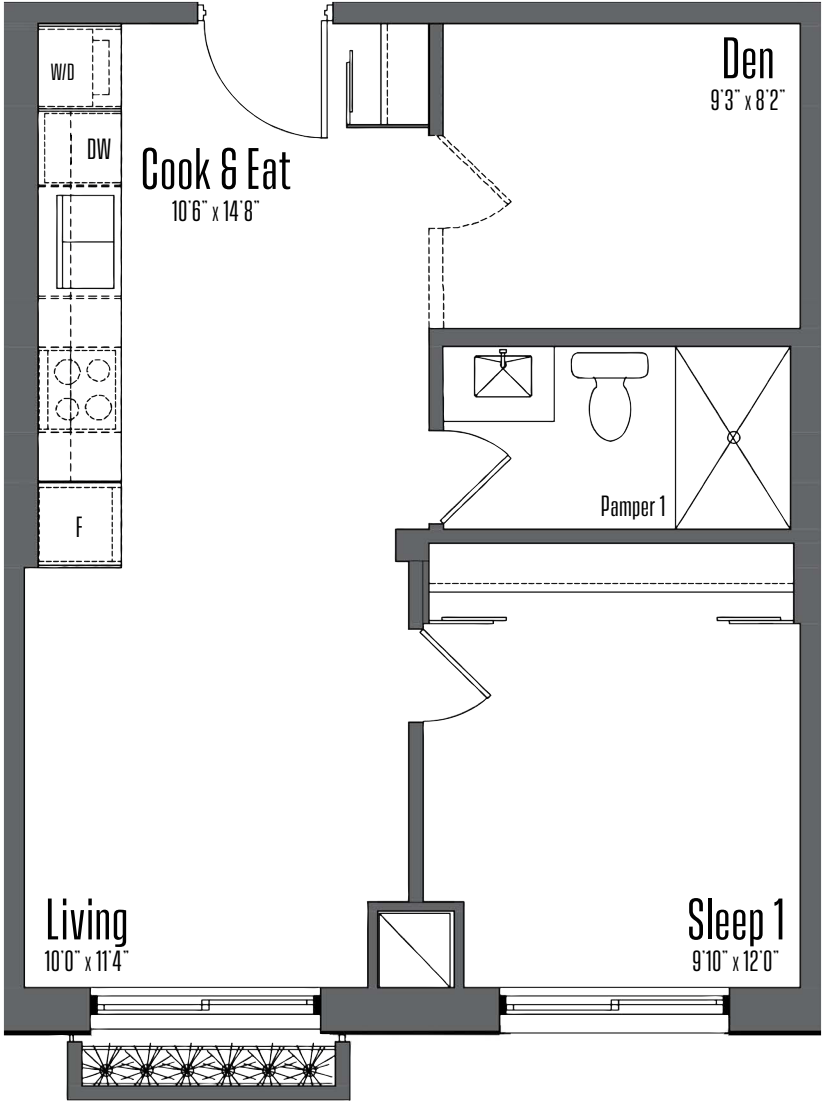 W/D
DW
Cook & Eat
10'6" x 14'8"
Den
9'3" x 8'2"
Pamper 1
F
Living
10'0" x 11'4"
Sleep 1
9'10" x 12'0"